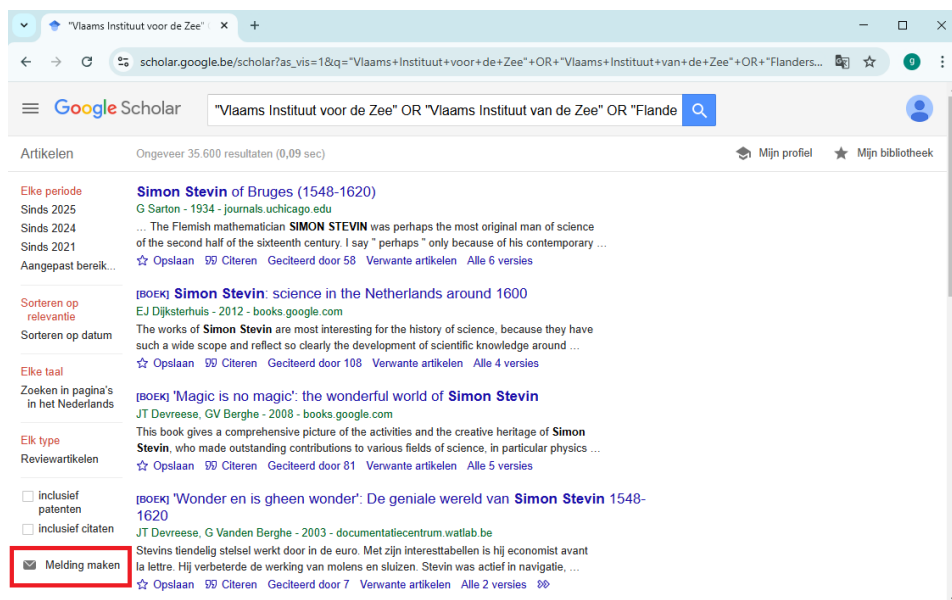 "Vlaams Instituut voor de Zee"
scholar.google.be/scholar?as_vis=1&q="Vlaams+Instituut+voor+de+Zee"+OR+"Vlaams+Instituut+van+de+Zee"+OR+"Flanders...
g
Google Scholar
"Vlaams Instituut voor de Zee" OR "Vlaams Instituut van de Zee" OR "Flande
Artikelen
Ongeveer 35.600 resultaten (0,09 sec)
Mijn profiel
Mijn bibliotheek
Elke periode
Sinds 2025
Sinds 2024
Sinds 2021
Aangepast bereik...
Sorteren op
relevantie
Sorteren op datum
Elke taal
Zoeken in pagina's
in het Nederlands
Elk type
Reviewartikelen
inclusief
patenten
inclusief citaten
Melding maken
Simon Stevin of Bruges (1548-1620)
G Sarton - 1934 - journals.uchicago.edu
... The Flemish mathematician SIMON STEVIN was perhaps the most original man of science
of the second half of the sixteenth century. I say " perhaps " only because of his contemporary ...
Opslaan Citeren Geciteerd door 58 Verwante artikelen Alle 6 versies
[BOEK] Simon Stevin: science in the Netherlands around 1600
EJ Dijksterhuis - 2012 - books.google.com
The works of Simon Stevin are most interesting for the history of science, because they have
such a wide scope and reflect so clearly the development of scientific knowledge around ...
Opslaan Citeren Geciteerd door 108 Verwante artikelen Alle 4 versies
[BOEK] 'Magic is no magic': the wonderful world of Simon Stevin
JT Devreese, GV Berghe - 2008 - books.google.com
This book gives a comprehensive picture of the activities and the creative heritage of Simon
Stevin, who made outstanding contributions to various fields of science, in particular physics ...
Opslaan Citeren Geciteerd door 81 Verwante artikelen Alle 5 versies
[BOEK] 'Wonder en is gheen wonder': De geniale wereld van Simon Stevin 1548-
1620
JT Devreese, G Vanden Berghe - 2003 - documentatiecentrum.watlab.be
Stevins tiendelig stelsel werkt door in de euro. Met zijn interesttabellen is hij economist avant
la lettre. Hij verbeterde de werking van molens en sluizen. Stevin was actief in navigatie, ...
Opslaan Citeren Geciteerd door 7 Verwante artikelen Alle 2 versies